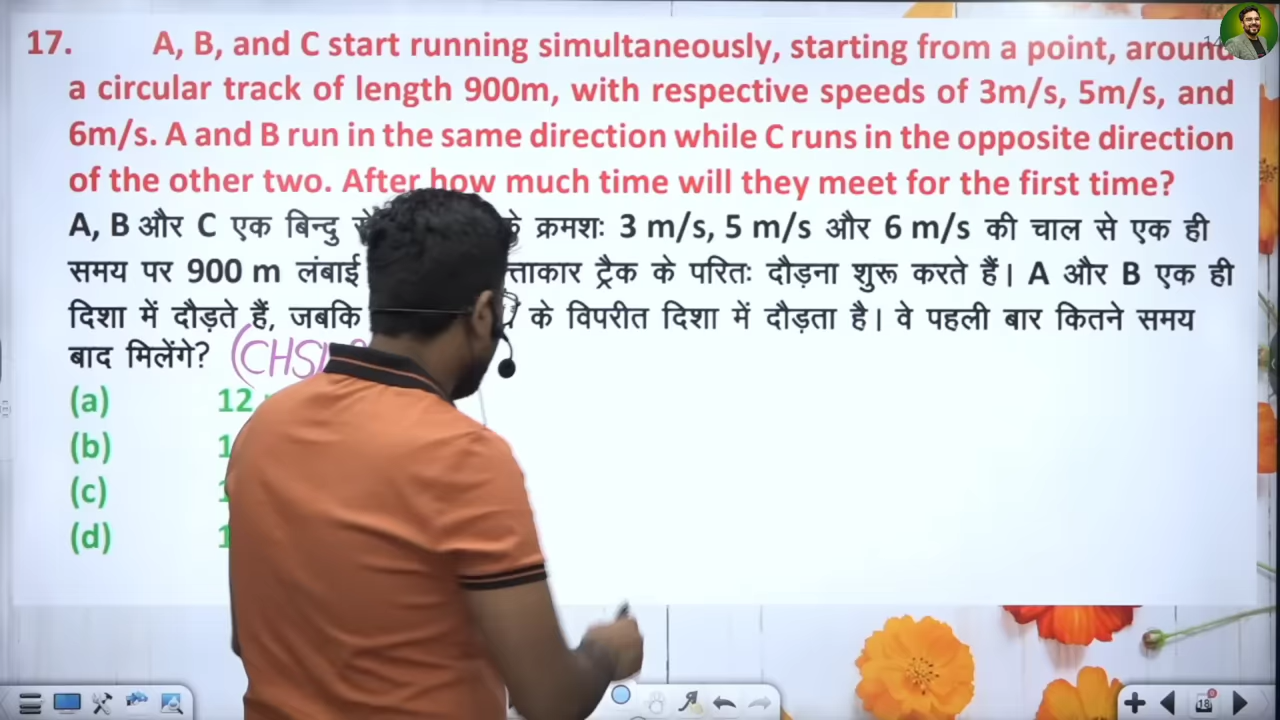 17. A, B, and C start running simultaneously, starting from a point, around
a circular track of length 900m, with respective speeds of 3m/s, 5m/s, and
6m/s. A and B run in the same direction while C runs in the opposite direction
of the other two. After how much time will they meet for the first time?
A, B और C एक बिन्दु के क्रमशः 3 m/s, 5 m/s और 6 m/s की चाल से एक ही
समय पर 900 m लंबाई ट्रैक के परितः दौड़ना शुरू करते हैं। A और B एक ही
दिशा में दौड़ते हैं, जबकि के विपरीत दिशा में दौड़ता है। वे पहली बार कितने समय
बाद मिलेंगे? (CHSL
(a) 12
(b)
(c)
(d)
18